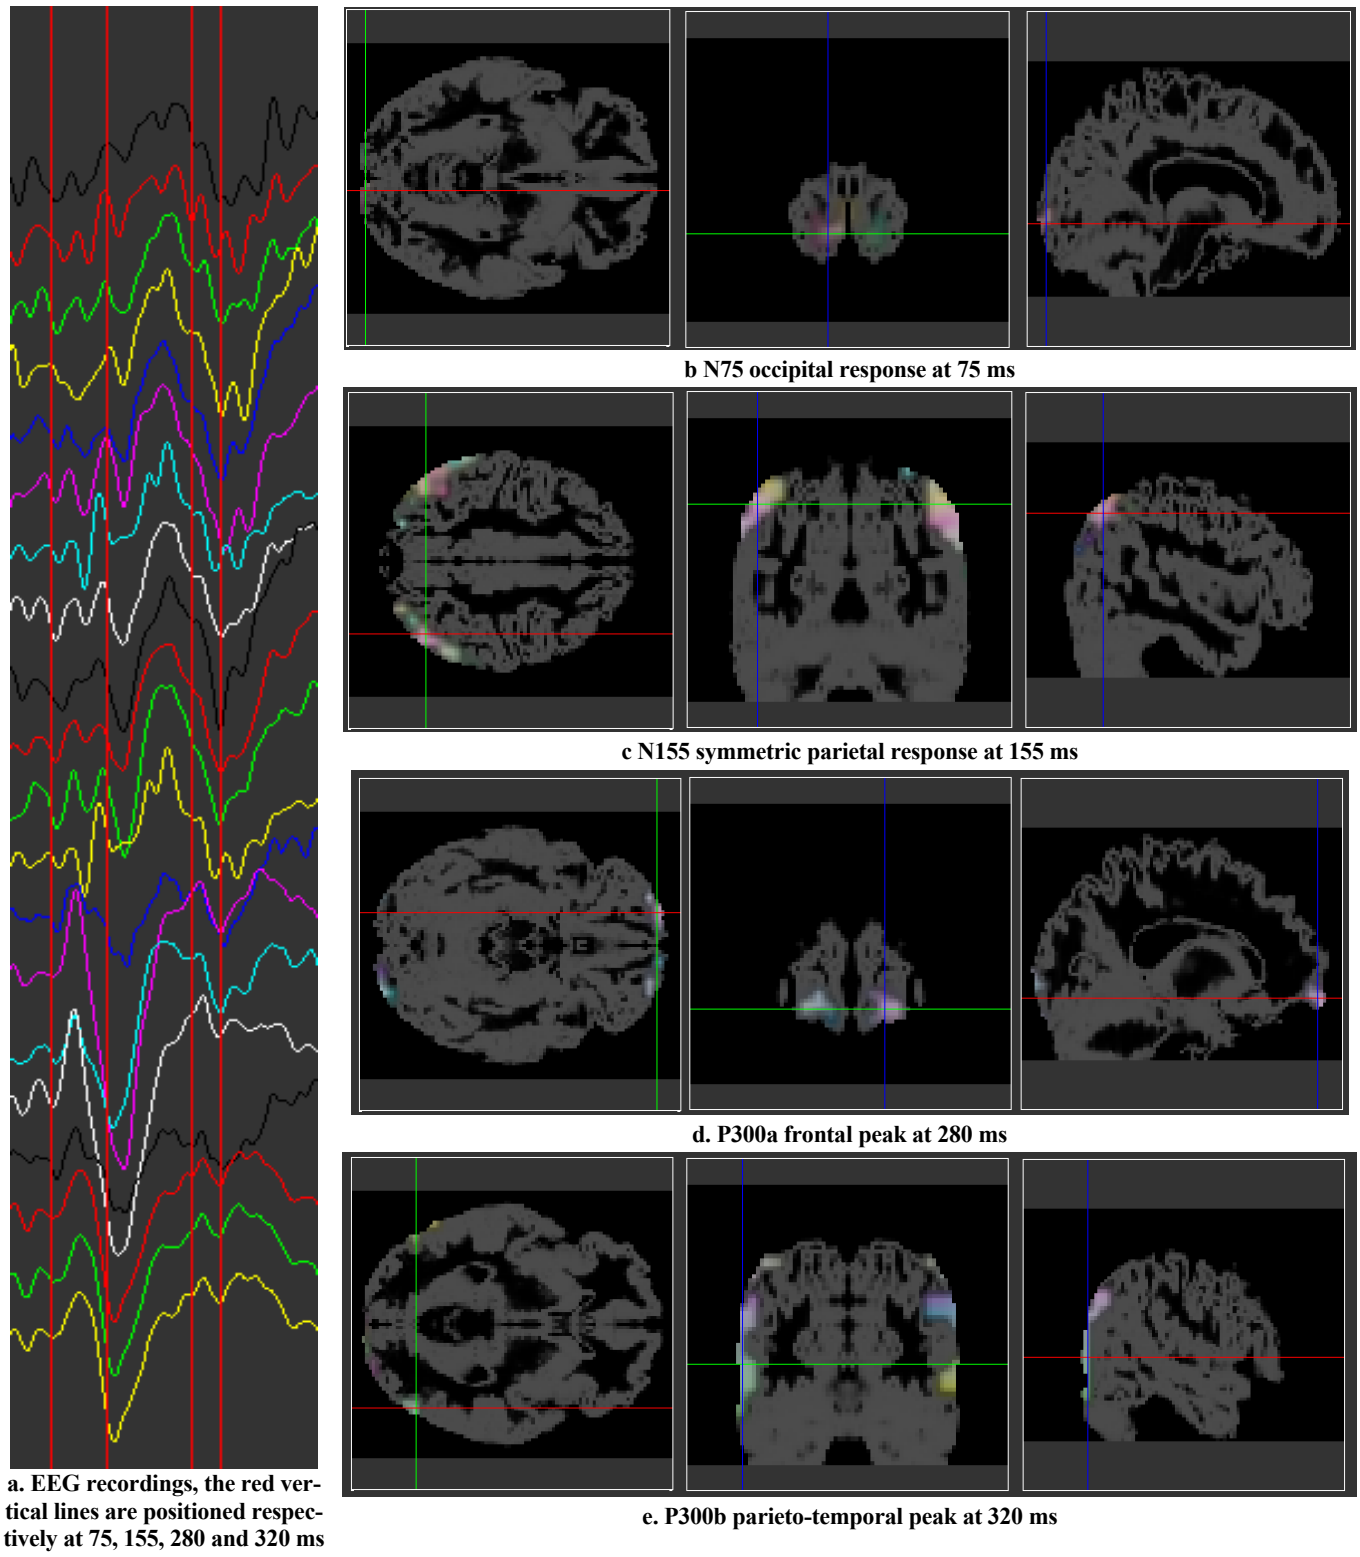 b N75 occipital response at 75 ms
c N155 symmetric parietal response at 155 ms
d. P300a frontal peak at 280 ms
a. EEG recordings, the red ver-
tical lines are positioned respec-
tively at 75, 155, 280 and 320 ms
e. P300b parieto-temporal peak at 320 ms